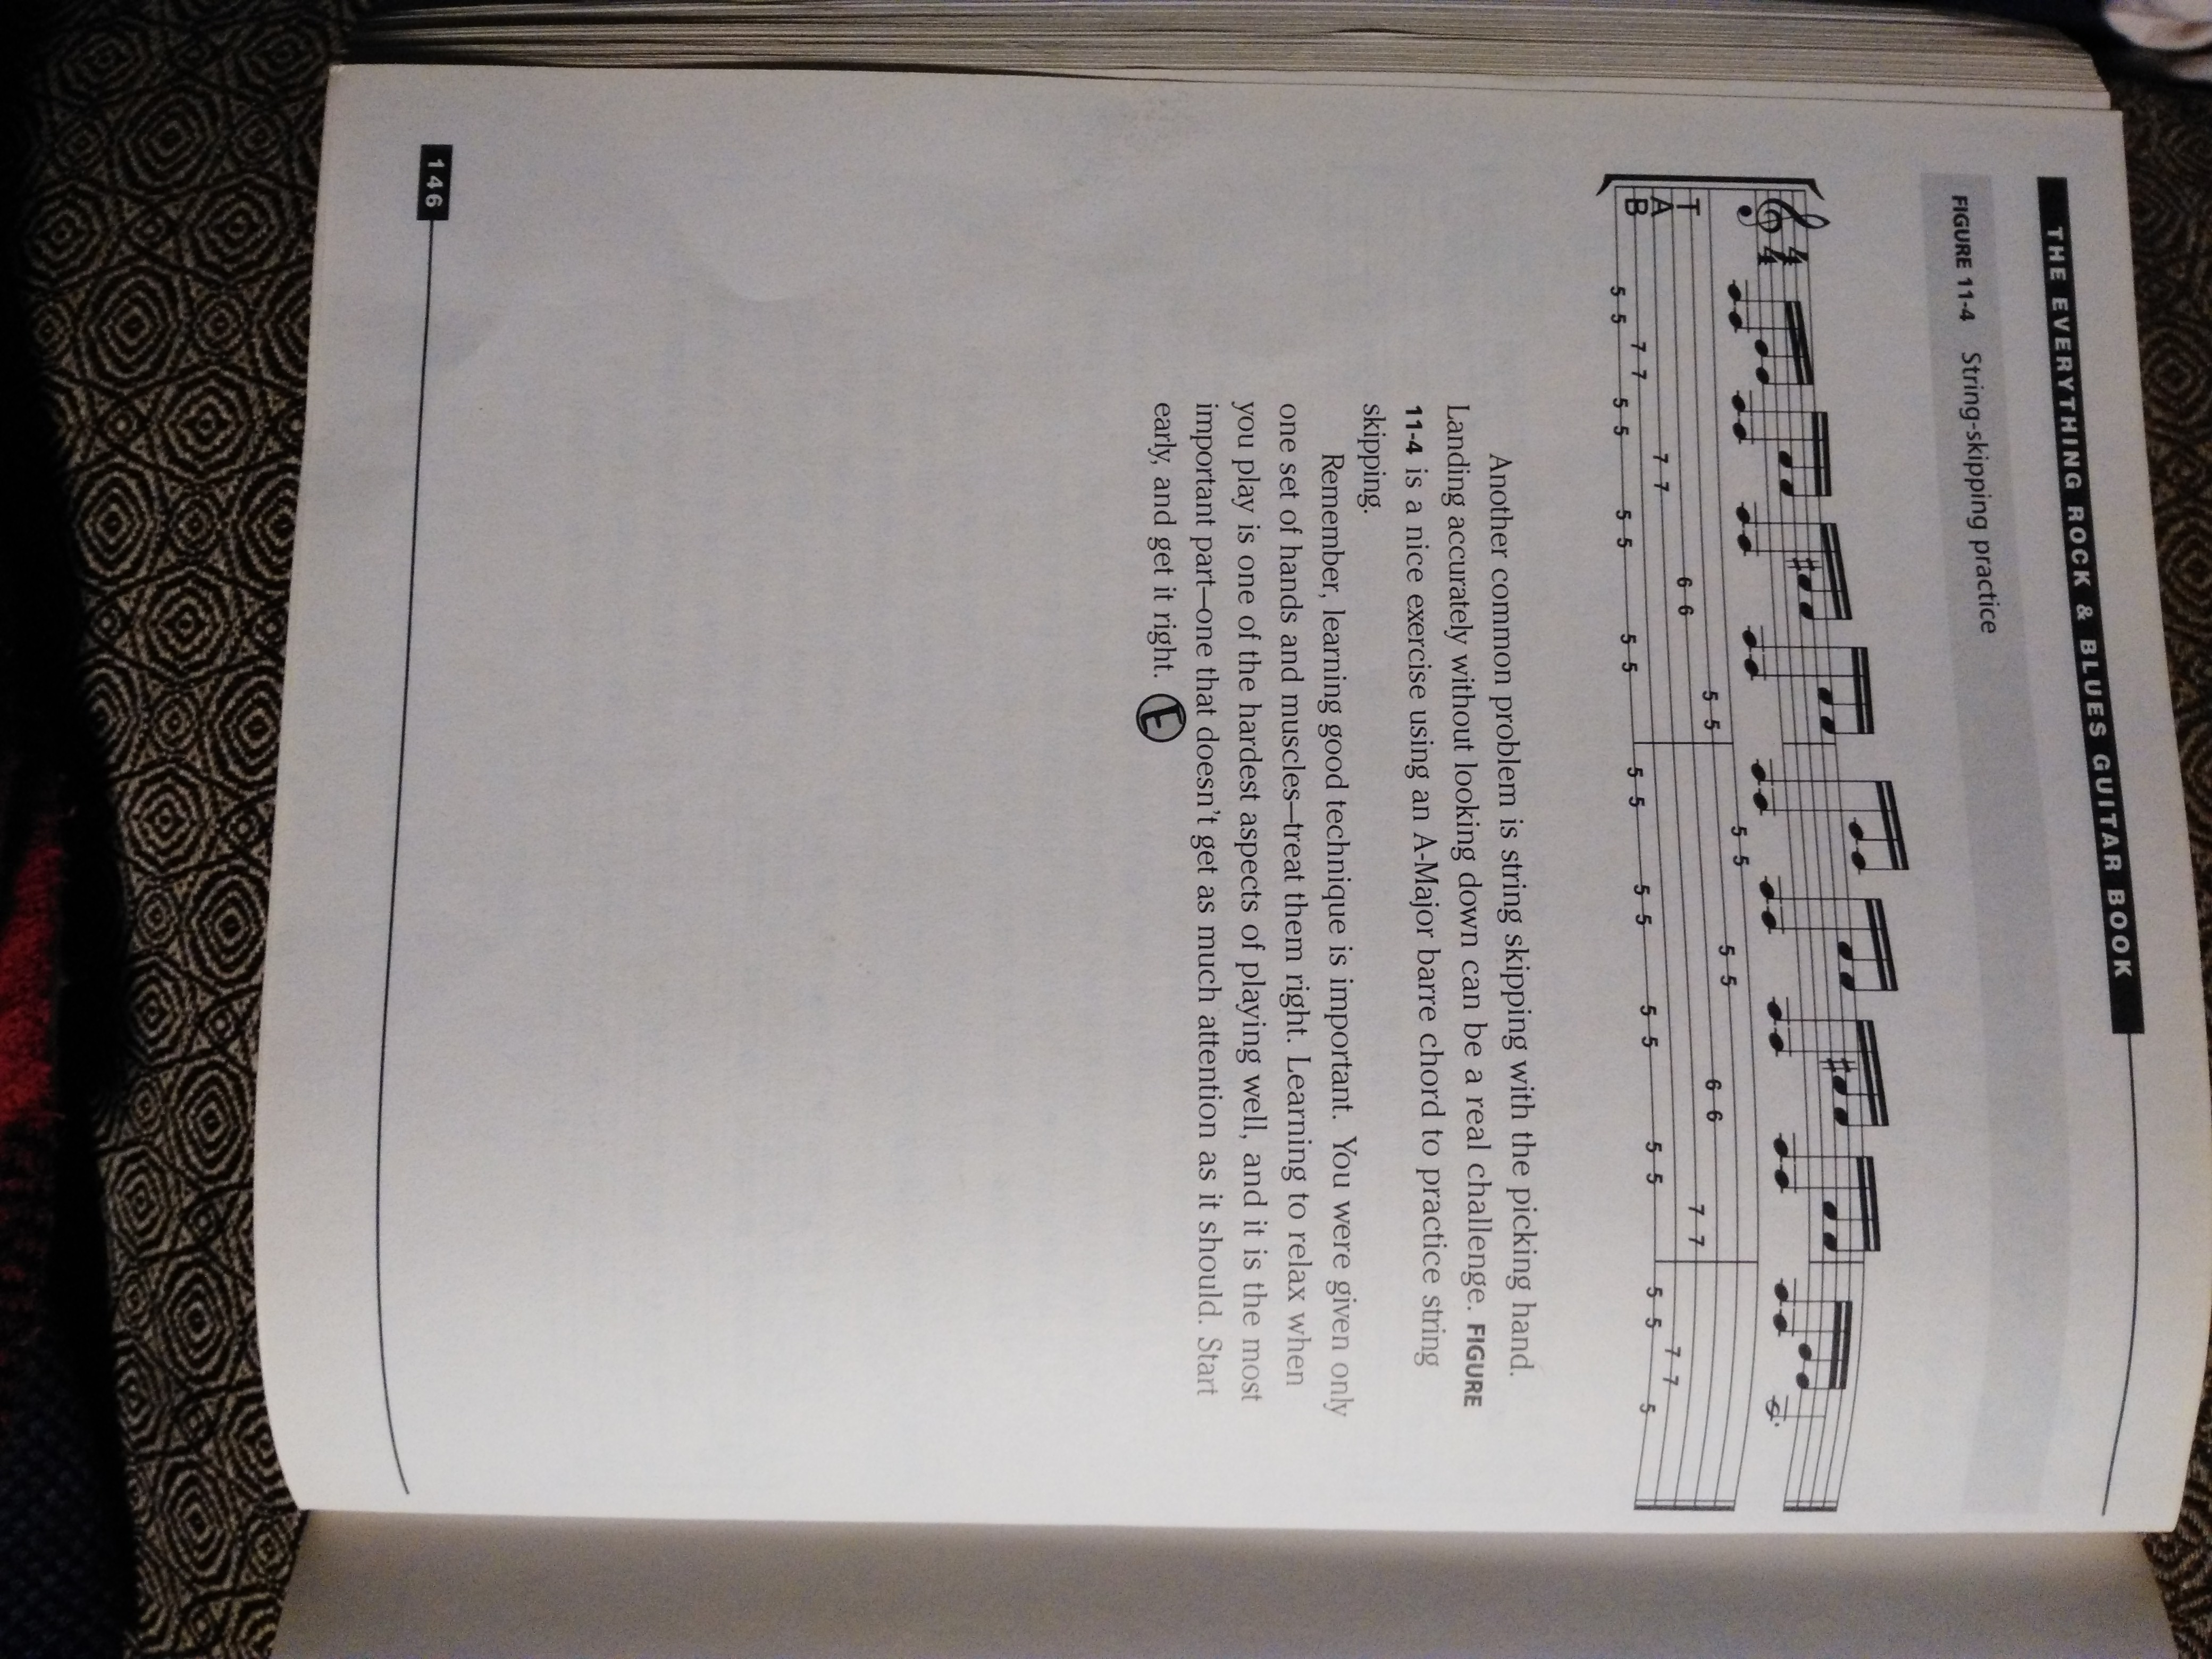 THE EVERYTHING ROCK & BLUES GUITAR BOOK
FIGURE 11-4 String-skipping practice
4
4
T
A
B
5 5 7 7 5 5 7 7 5 5 6 6 5 5 5 5 5 5 5 5 5 5 5 5 5 5 6 6 5 5 7 7 5 5 7 7 5
Another common problem is string skipping with the picking hand.
Landing accurately without looking down can be a real challenge. FIGURE
11-4 is a nice exercise using an A-Major barre chord to practice string
skipping.
Remember, learning good technique is important. You were given only
one set of hands and muscles—treat them right. Learning to relax when
you play is one of the hardest aspects of playing well, and it is the most
important part—one that doesn't get as much attention as it should. Start
early, and get it right. E
146